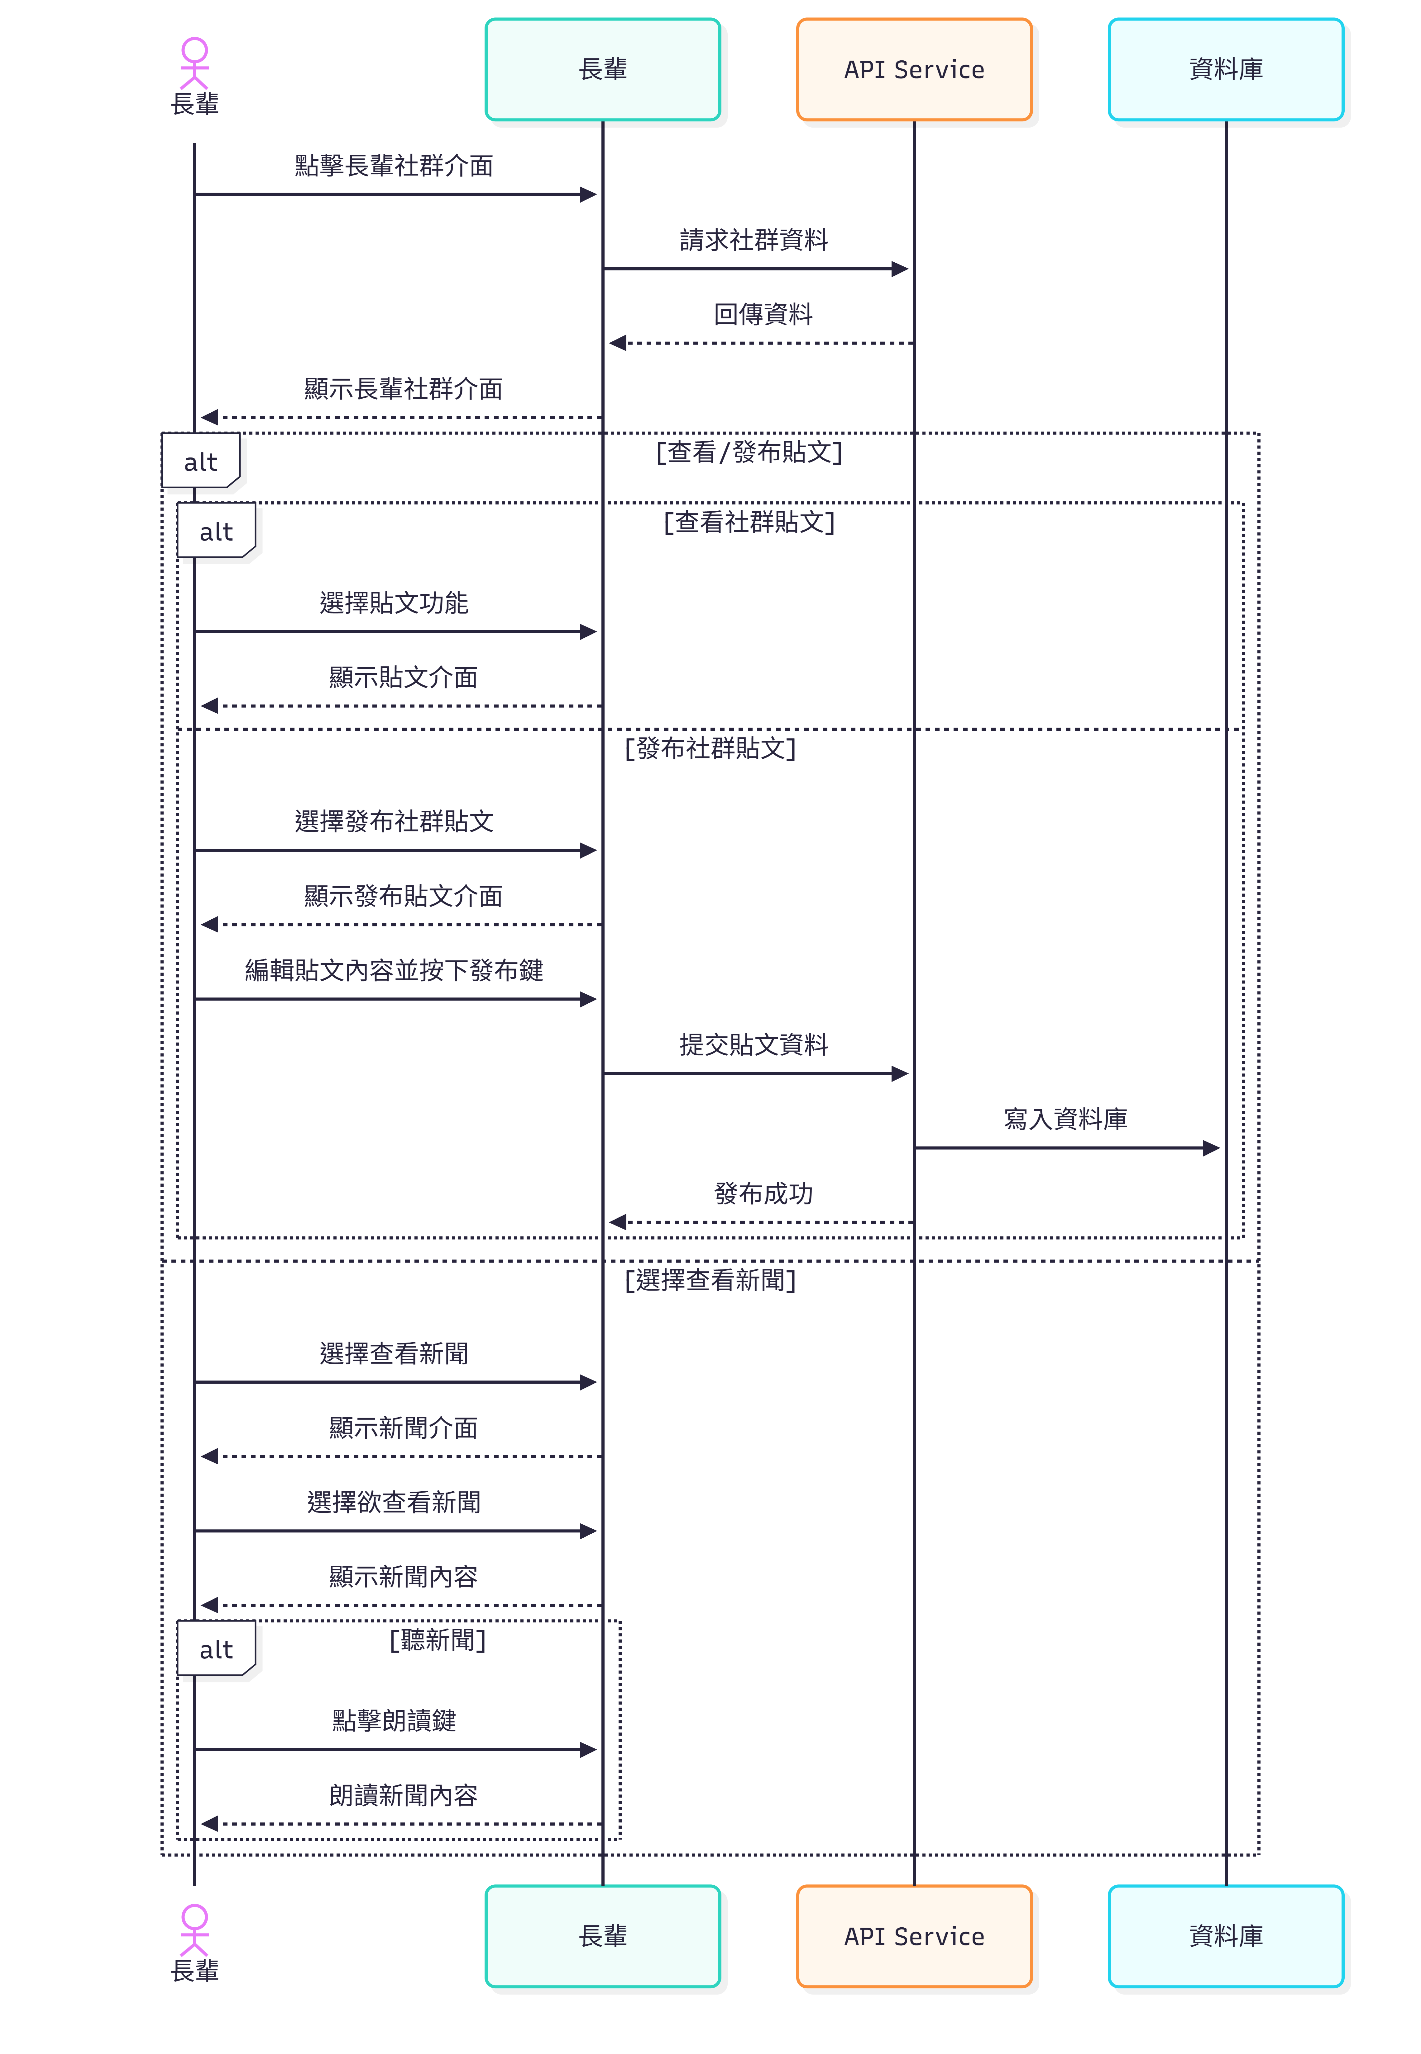 長輩
長輩
API Service
資料庫
點擊長輩社群介面
請求社群資料
回傳資料
顯示長輩社群介面
alt
[查看/發布貼文]
alt
[查看社群貼文]
選擇貼文功能
顯示貼文介面
[發布社群貼文]
選擇發布社群貼文
顯示發布貼文介面
編輯貼文內容並按下發布鍵
提交貼文資料
寫入資料庫
發布成功
[選擇查看新聞]
選擇查看新聞
顯示新聞介面
選擇欲查看新聞
顯示新聞內容
alt
[聽新聞]
點擊朗讀鍵
朗讀新聞內容
長輩
長輩
API Service
資料庫